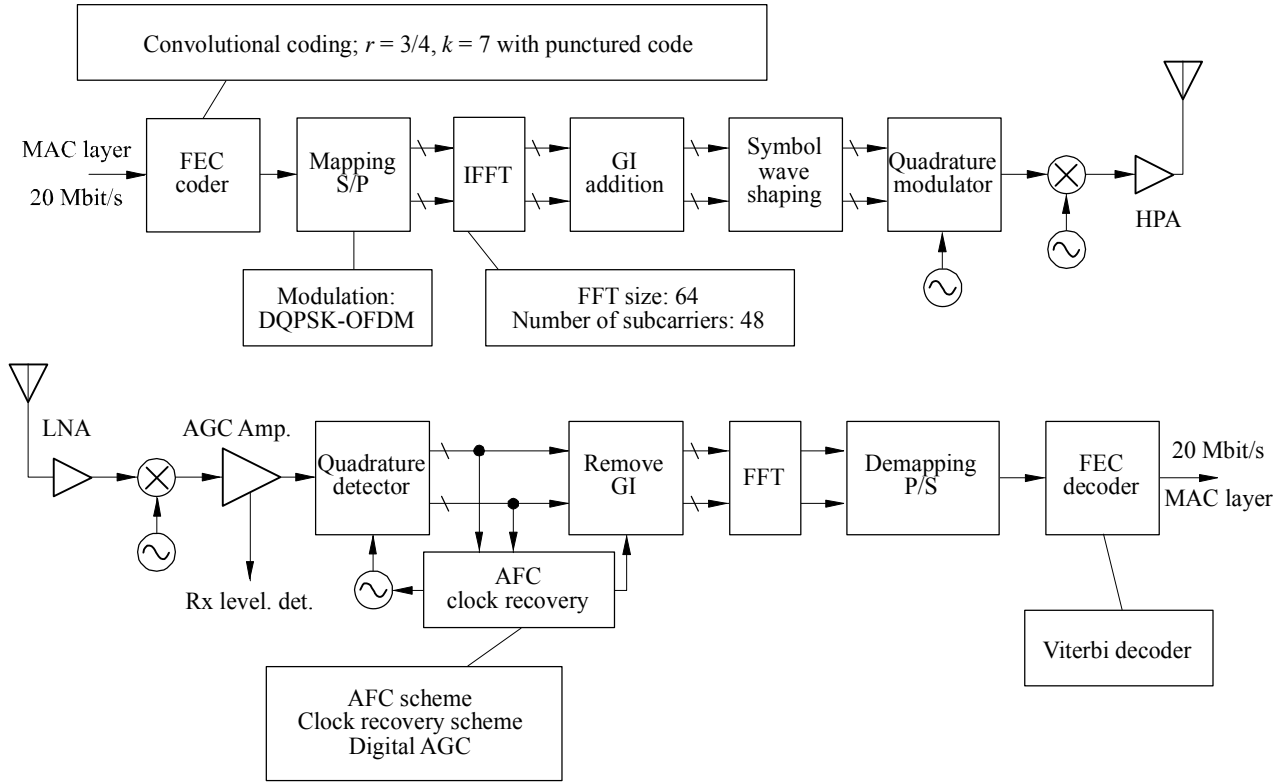 Convolutional coding; r = 3/4, k = 7 with punctured code
MAC layer
20 Mbit/s
FEC
coder
Mapping
S/P
IFFT
GI
addition
Symbol
wave
shaping
Quadrature
modulator
HPA
Modulation:
DQPSK-OFDM
FFT size: 64
Number of subcarriers: 48
LNA
AGC Amp.
Quadrature
detector
Remove
GI
FFT
Demapping
P/S
FEC
decoder
20 Mbit/s
MAC layer
Rx level. det.
AFC
clock recovery
Viterbi decoder
AFC scheme
Clock recovery scheme
Digital AGC